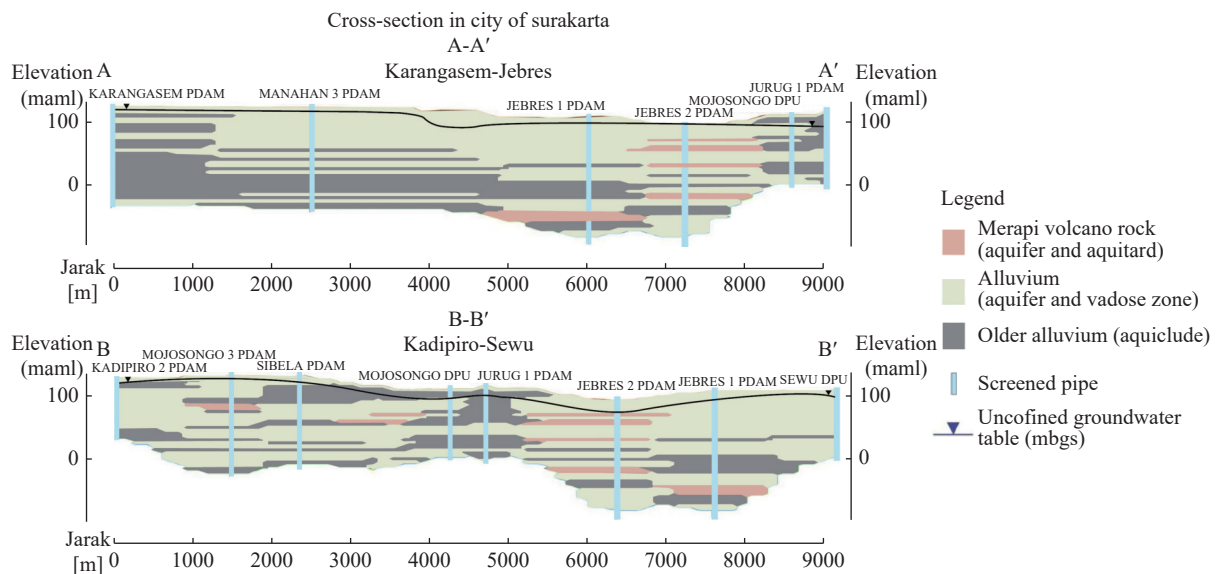 Cross-section in city of surakarta
A-A′
Karangasem-Jebres
Elevation
(maml)
A
A′
Elevation
(maml)
KARANGASEM PDAM
MANAHAN 3 PDAM
JEBRES 1 PDAM
JEBRES 2 PDAM
MOJOSONGO DPU
JURUG 1 PDAM
100
0
100
0
Jarak
[m]
0 1000 2000 3000 4000 5000 6000 7000 8000 9000
B-B′
Kadipiro-Sewu
Elevation
(maml)
B
B′
Elevation
(maml)
KADIPIRO 2 PDAM
MOJOSONGO 3 PDAM
SIBELA PDAM
MOJOSONGO DPU
JURUG 1 PDAM
JEBRES 2 PDAM
JEBRES 1 PDAM
SEWU DPU
100
0
100
0
Jarak
[m]
0 1000 2000 3000 4000 5000 6000 7000 8000 9000
Legend
Merapi volcano rock
(aquifer and aquitard)
Alluvium
(aquifer and vadose zone)
Older alluvium (aquiclude)
Screened pipe
Uncofined groundwater
table (mbgs)